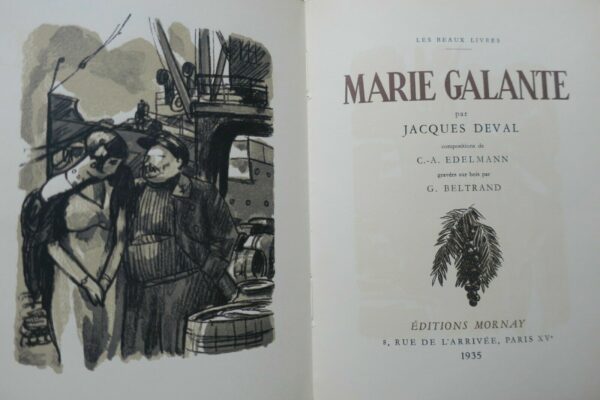 LES BEAUX LIVRES
MARIE GALANTE
par
JACQUES DEVAL
compositions de
C.-A. EDELMANN
gravées sur bois par
G. BELTRAND
ÉDITIONS MORNAY
8, RUE DE L'ARRIVÉE, PARIS XVᵉ
1935